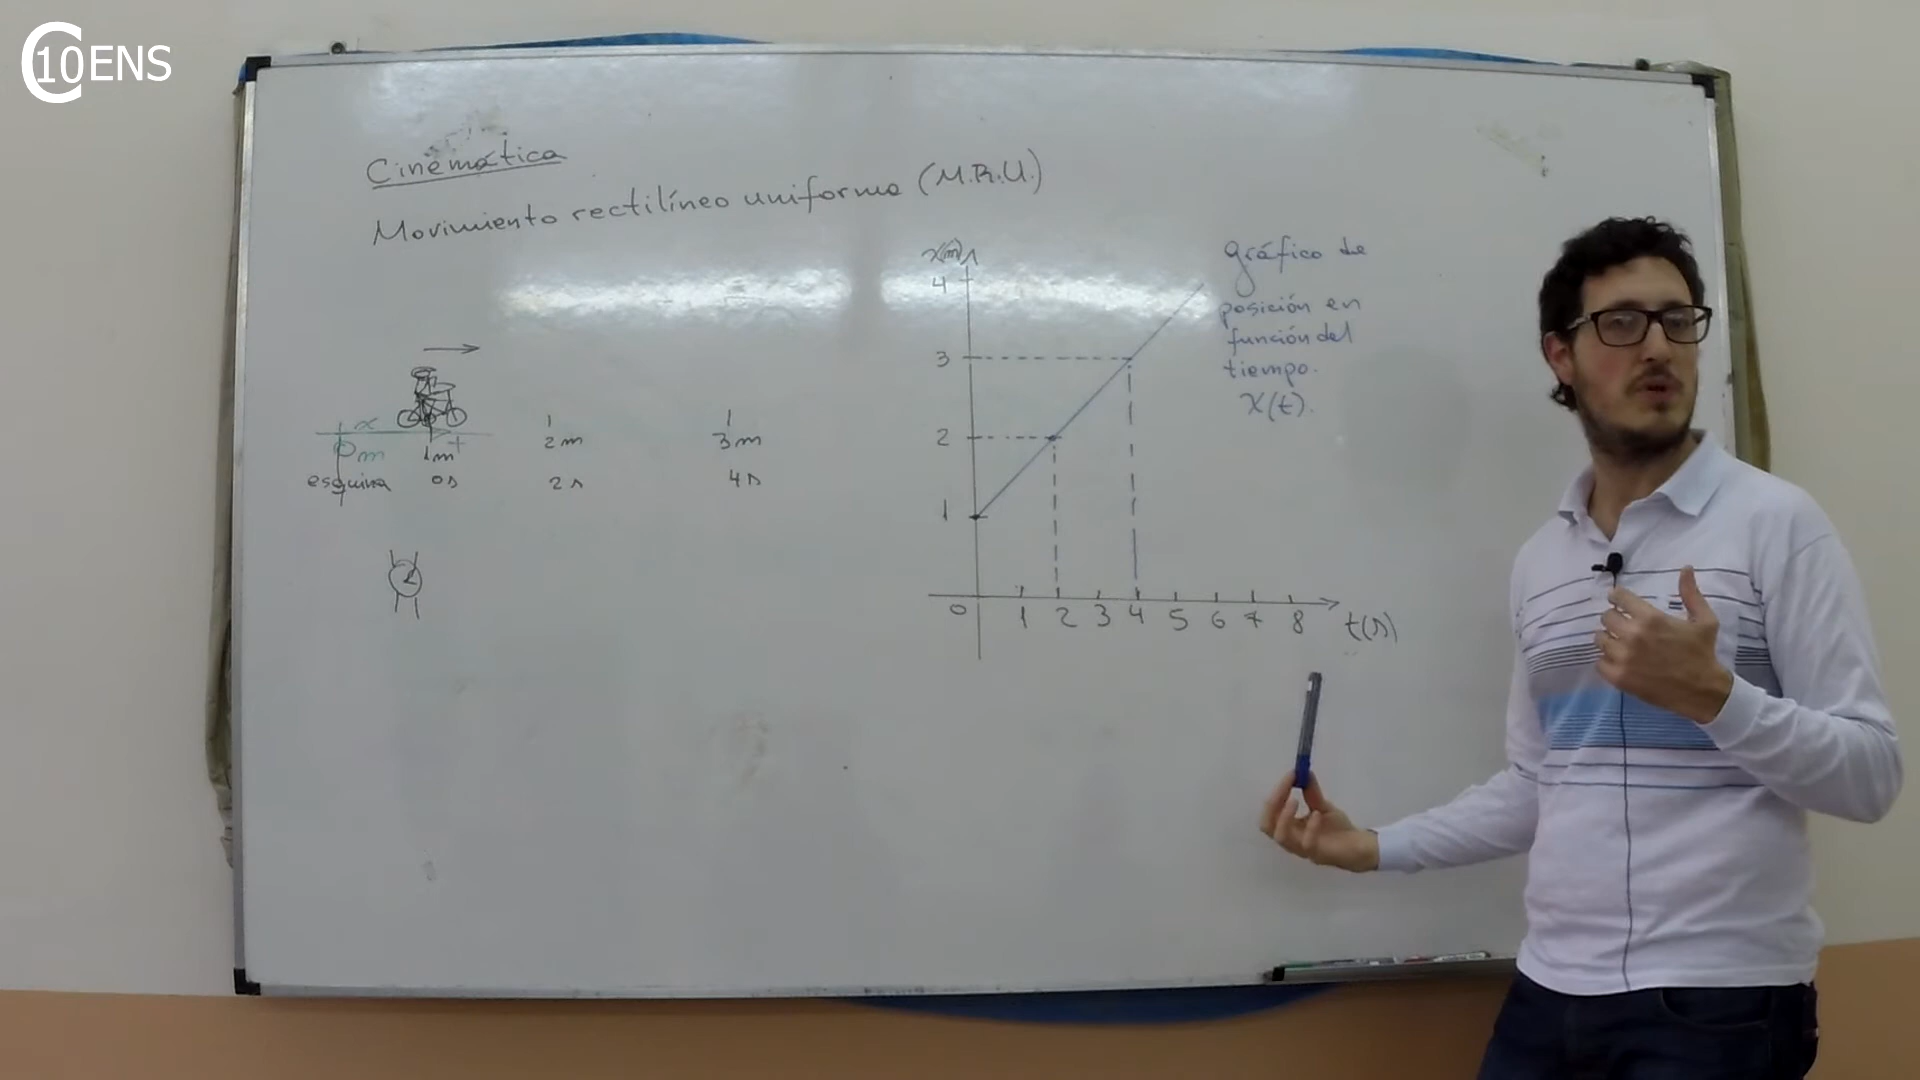 C10ENS
Cinemática
Movimiento rectilíneo uniforme (M.R.U.)
x(m)
4
3
2
1
0 1 2 3 4 5 6 7 8 t(s)
gráfico de
posición en
función del
tiempo.
X(t).
x
+
0m 1m 2m 3m
esquina 0s 2s 4s